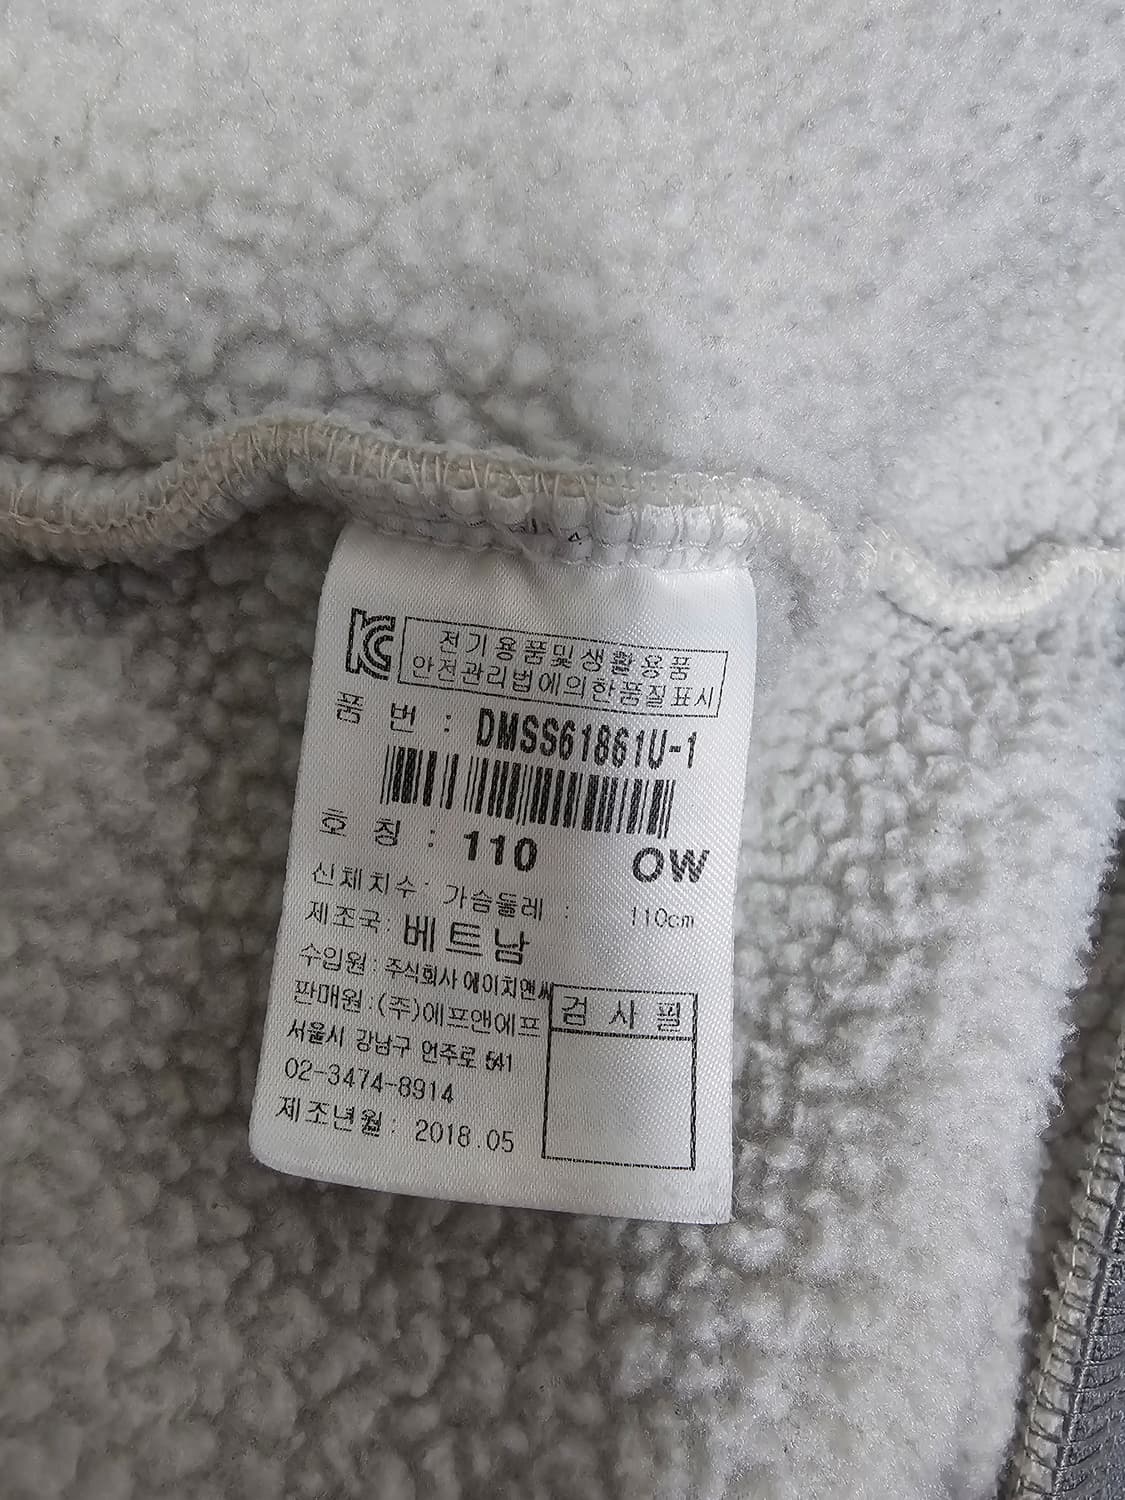 전기용품및생활용품
안전관리법에의한품질표시
품 번 : DMSS61861U-1
호 칭 : 110 OW
신체치수: 가슴둘레 : 110cm
제조국: 베트남
수입원 : 주식회사 에이치앤씨
판매원 : (주)에프앤에프
서울시 강남구 언주로 541
02-3474-8914
제조년월 : 2018.05
검 사 필